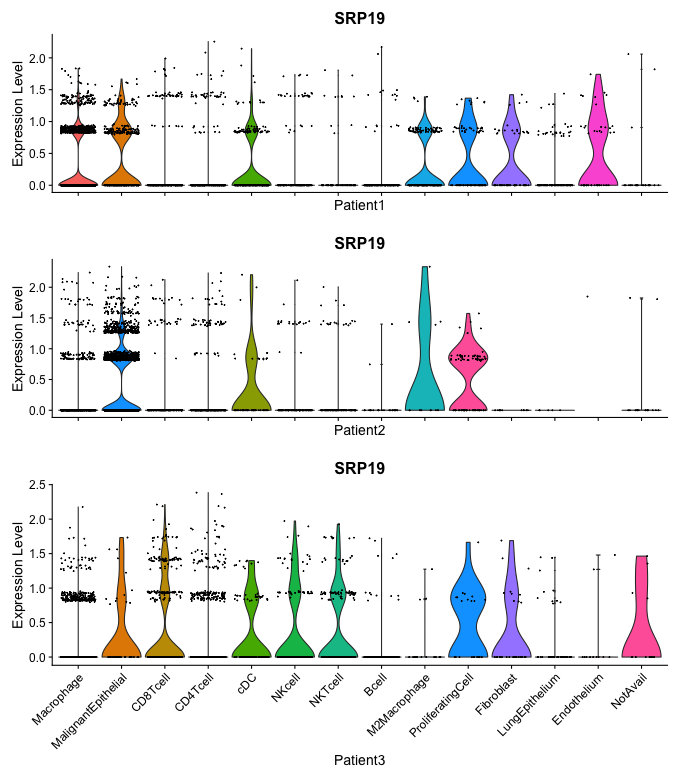 SRP19
Expression Level
2.0
1.5
1.0
0.5
0.0
Patient1
SRP19
Expression Level
2.0
1.5
1.0
0.5
0.0
Patient2
SRP19
Expression Level
2.5
2.0
1.5
1.0
0.5
0.0
Macrophage
MalignantEpithelial
CD8Tcell
CD4Tcell
cDC
NKcell
NKTcell
Bcell
M2Macrophage
ProliferatingCell
Fibroblast
LungEpithelium
Endothelium
NotAvail
Patient3